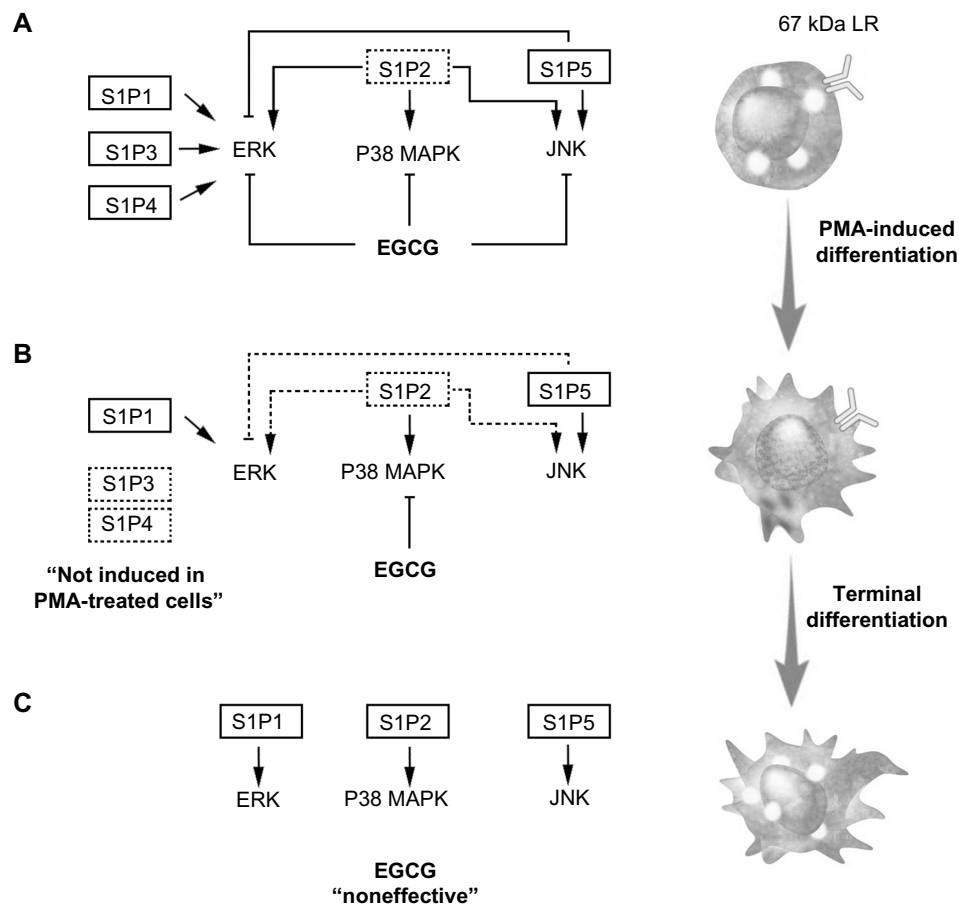 A
67 kDa LR
S1P2
S1P5
S1P1
S1P3
S1P4
ERK
P38 MAPK
JNK
EGCG
PMA-induced
differentiation
B
S1P2
S1P5
S1P1
ERK
P38 MAPK
JNK
S1P3
S1P4
EGCG
“Not induced in
PMA-treated cells”
Terminal
differentiation
C
S1P1
S1P2
S1P5
ERK
P38 MAPK
JNK
EGCG
“noneffective”